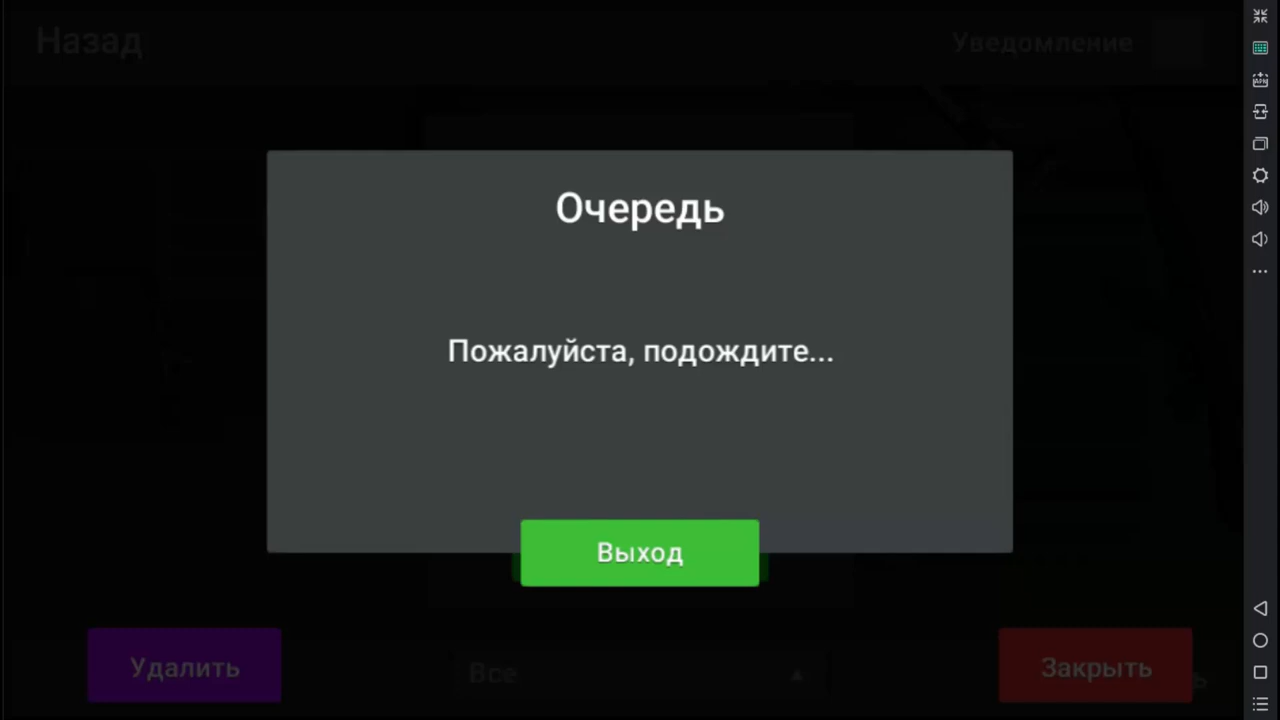 Назад
Уведомление
Очередь
Пожалуйста, подождите...
Выход
Удалить
Все
Закрыть